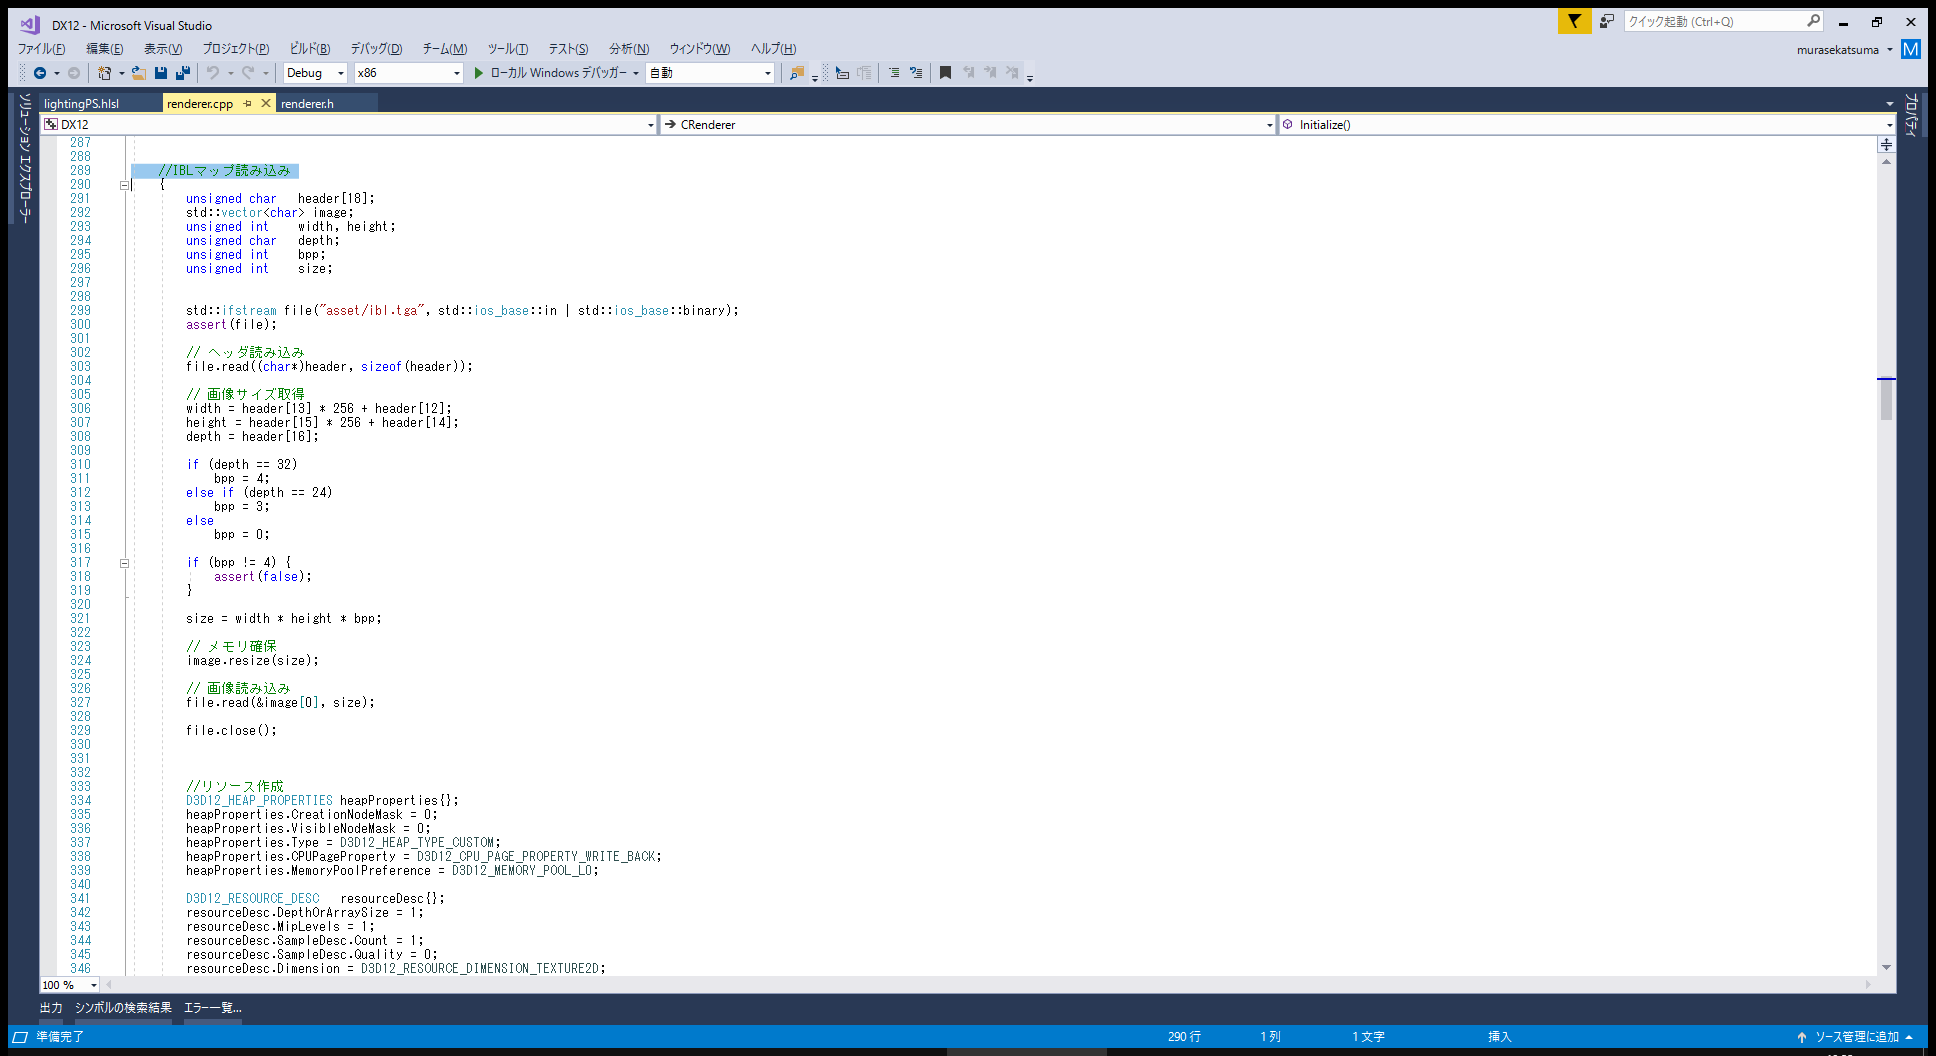 DX12 - Microsoft Visual Studio
クイック起動 (Ctrl+Q)
ファイル(F) 編集(E) 表示(V) プロジェクト(P) ビルド(B) デバッグ(D) チーム(M) ツール(T) テスト(S) 分析(N) ウィンドウ(W) ヘルプ(H)
murasekatsuma M
Debug x86 ローカル Windows デバッガー 自動
ソリューション エクスプローラー
lightingPS.hlsl renderer.cpp renderer.h
プロパティ
DX12 CRenderer Initialize()
287
288
289 //IBLマップ読み込み
290 {
291 unsigned char header[18];
292 std::vector<char> image;
293 unsigned int width, height;
294 unsigned char depth;
295 unsigned int bpp;
296 unsigned int size;
297
298
299 std::ifstream file("asset/ibl.tga", std::ios_base::in | std::ios_base::binary);
300 assert(file);
301
302 // ヘッダ読み込み
303 file.read((char*)header, sizeof(header));
304
305 // 画像サイズ取得
306 width = header[13] * 256 + header[12];
307 height = header[15] * 256 + header[14];
308 depth = header[16];
309
310 if (depth == 32)
311 bpp = 4;
312 else if (depth == 24)
313 bpp = 3;
314 else
315 bpp = 0;
316
317 if (bpp != 4) {
318 assert(false);
319 }
320
321 size = width * height * bpp;
322
323 // メモリ確保
324 image.resize(size);
325
326 // 画像読み込み
327 file.read(&image[0], size);
328
329 file.close();
330
331
332
333 //リソース作成
334 D3D12_HEAP_PROPERTIES heapProperties{};
335 heapProperties.CreationNodeMask = 0;
336 heapProperties.VisibleNodeMask = 0;
337 heapProperties.Type = D3D12_HEAP_TYPE_CUSTOM;
338 heapProperties.CPUPageProperty = D3D12_CPU_PAGE_PROPERTY_WRITE_BACK;
339 heapProperties.MemoryPoolPreference = D3D12_MEMORY_POOL_L0;
340
341 D3D12_RESOURCE_DESC resourceDesc{};
342 resourceDesc.DepthOrArraySize = 1;
343 resourceDesc.MipLevels = 1;
344 resourceDesc.SampleDesc.Count = 1;
345 resourceDesc.SampleDesc.Quality = 0;
346 resourceDesc.Dimension = D3D12_RESOURCE_DIMENSION_TEXTURE2D;
100 %
出力 シンボルの検索結果 エラー一覧...
準備完了 290 行 1 列 1 文字 挿入 ソース管理に追加